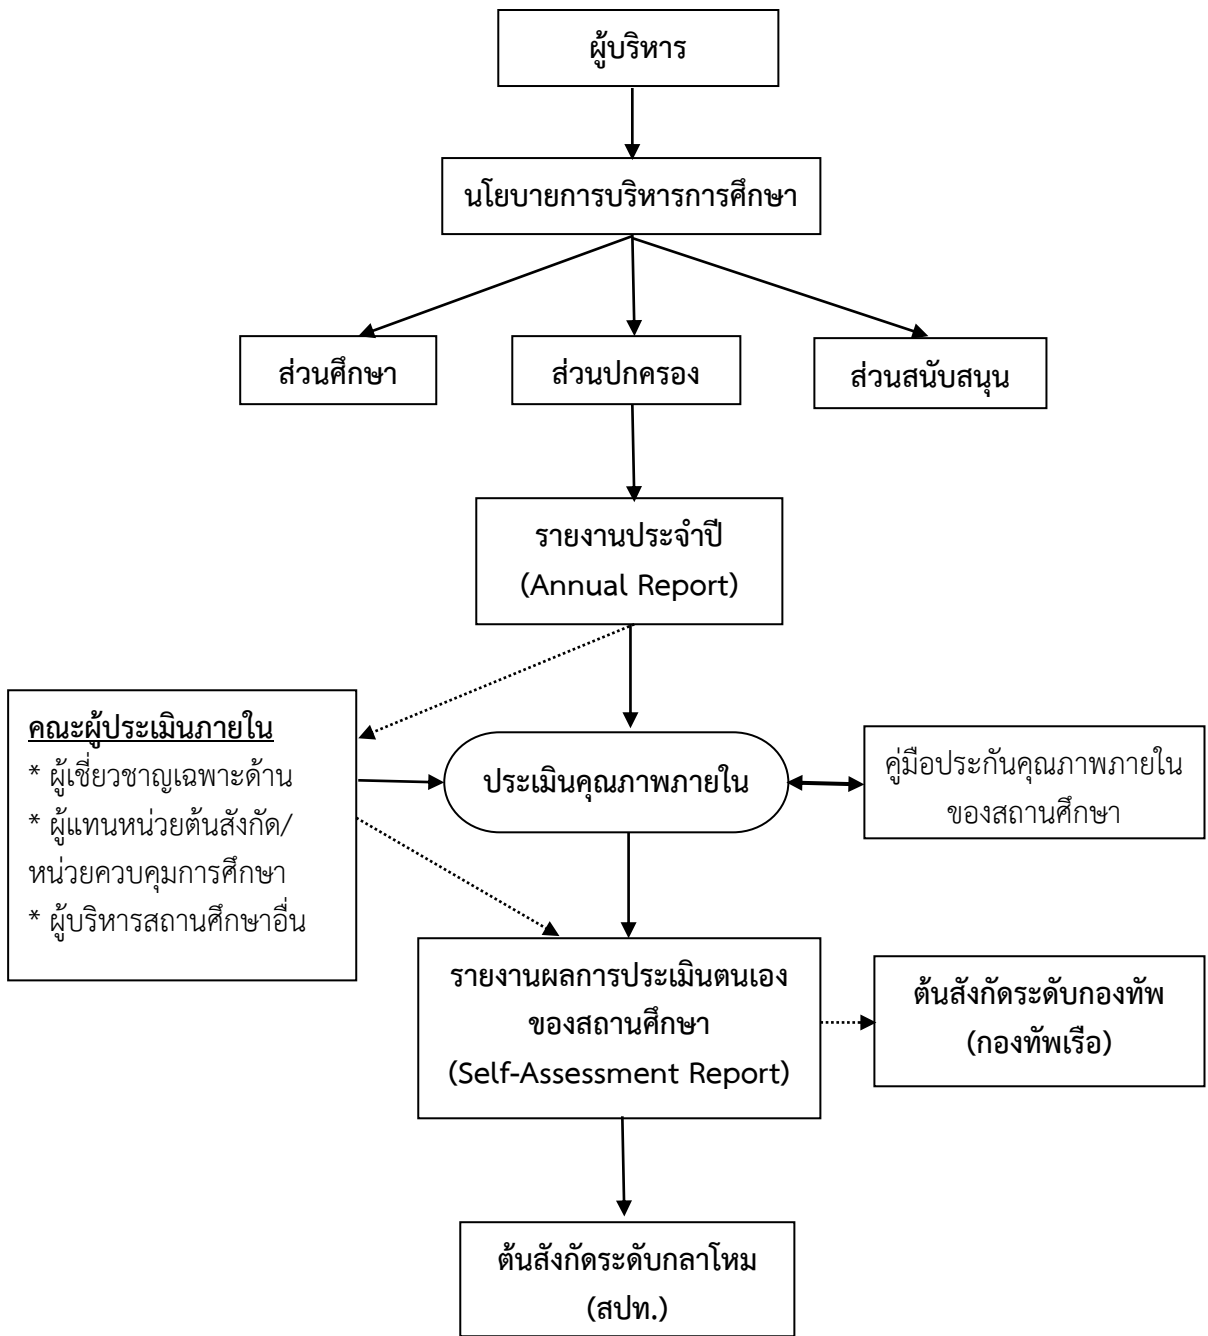 ผู้บริหาร
นโยบายการบริหารการศึกษา
ส่วนศึกษา
ส่วนปกครอง
ส่วนสนับสนุน
รายงานประจำปี
(Annual Report)
คณะผู้ประเมินภายใน
* ผู้เชี่ยวชาญเฉพาะด้าน
* ผู้แทนหน่วยต้นสังกัด/
หน่วยควบคุมการศึกษา
* ผู้บริหารสถานศึกษาอื่น
ประเมินคุณภาพภายใน
คู่มือประกันคุณภาพภายใน
ของสถานศึกษา
รายงานผลการประเมินตนเอง
ของสถานศึกษา
(Self-Assessment Report)
ต้นสังกัดระดับกองทัพ
(กองทัพเรือ)
ต้นสังกัดระดับกลาโหม
(สปท.)